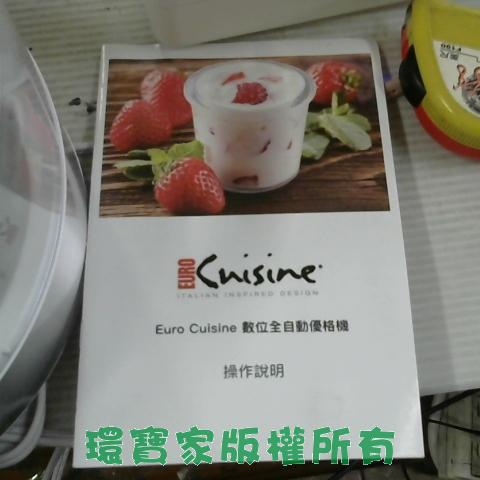 EURO Cuisine
ITALIAN INSPIRED DESIGN
Euro Cuisine 數位全自動優格機
操作說明
環寶家版權所有